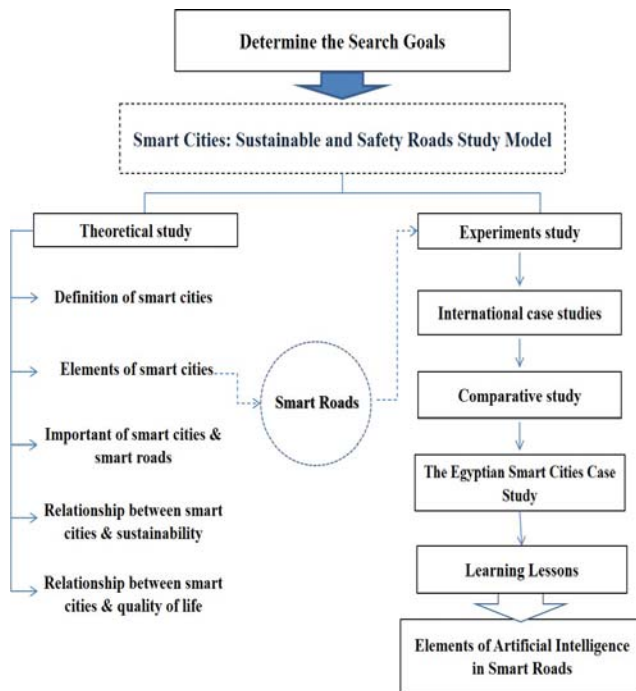 Determine the Search Goals
Smart Cities: Sustainable and Safety Roads Study Model
Theoretical study
Definition of smart cities
Elements of smart cities
Important of smart cities &
smart roads
Relationship between smart
cities & sustainability
Relationship between smart
cities & quality of life
Smart Roads
Experiments study
International case studies
Comparative study
The Egyptian Smart Cities Case
Study
Learning Lessons
Elements of Artificial Intelligence
in Smart Roads